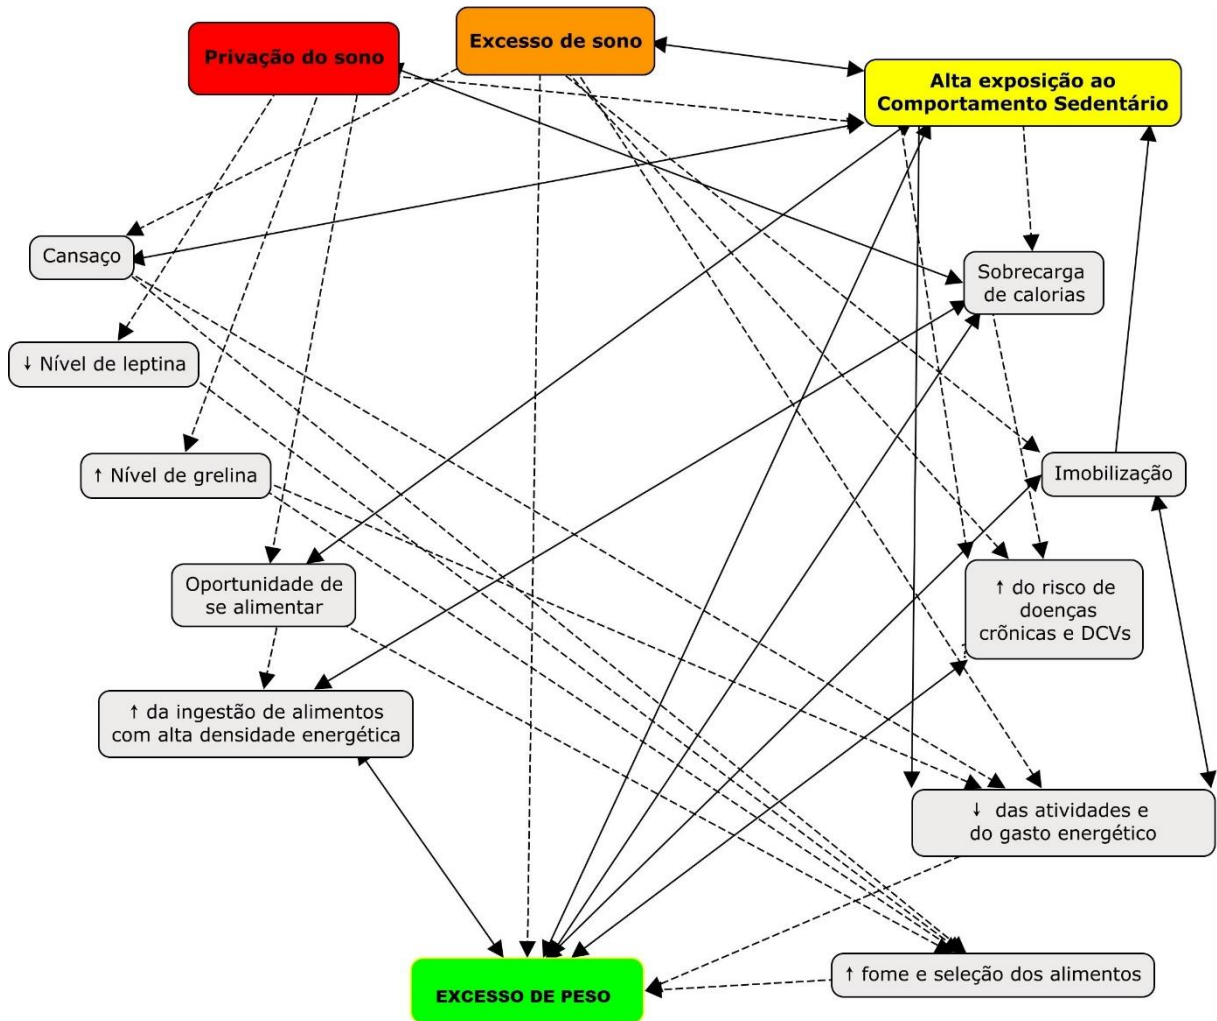 Privação do sono
Excesso de sono
Alta exposição ao
Comportamento Sedentário
Cansaço
Sobrecarga
de calorias
↓ Nível de leptina
↑ Nível de grelina
Imobilização
Oportunidade de
se alimentar
↑ do risco de
doenças
crõnicas e DCVs
↑ da ingestão de alimentos
com alta densidade energética
↓ das atividades e
do gasto energético
↑ fome e seleção dos alimentos
EXCESSO DE PESO